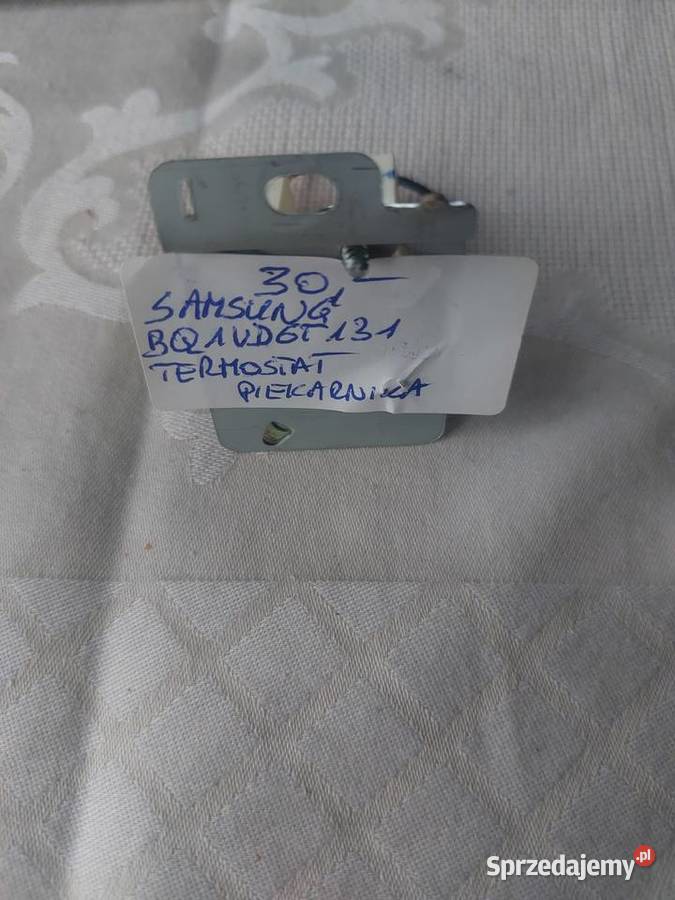 30,-
SAMSUNG
BQ1VD6T131
TERMOSTAT
PIEKARNIKA
Sprzedajemy.pl